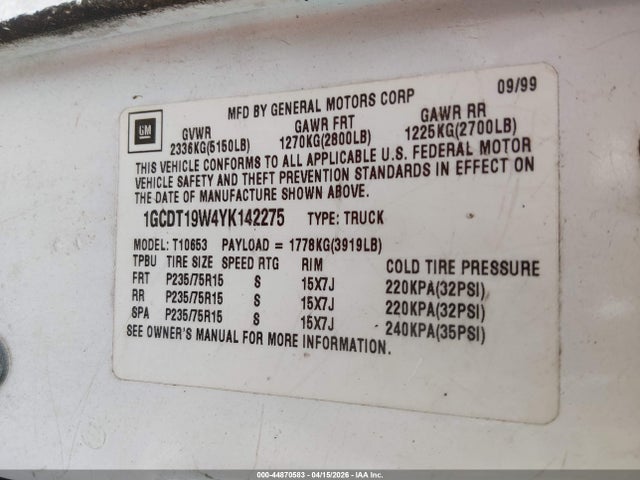 09/99
MFD BY GENERAL MOTORS CORP
GM
GVWR GAWR FRT GAWR RR
2336KG(5150LB) 1270KG(2800LB) 1225KG(2700LB)
THIS VEHICLE CONFORMS TO ALL APPLICABLE U.S. FEDERAL MOTOR
VEHICLE SAFETY AND THEFT PREVENTION STANDARDS IN EFFECT ON
THE DATE OF MANUFACTURE SHOWN ABOVE.
1GCDT19W4YK142275 TYPE: TRUCK
MODEL: T10653 PAYLOAD = 1778KG(3919LB)
TPBU TIRE SIZE SPEED RTG RIM COLD TIRE PRESSURE
FRT P235/75R15 S 15X7J 220KPA(32PSI)
RR P235/75R15 S 15X7J 220KPA(32PSI)
SPA P235/75R15 S 15X7J 240KPA(35PSI)
SEE OWNER'S MANUAL FOR MORE INFORMATION.
000-44870583 - 04/15/2026 - IAA Inc.